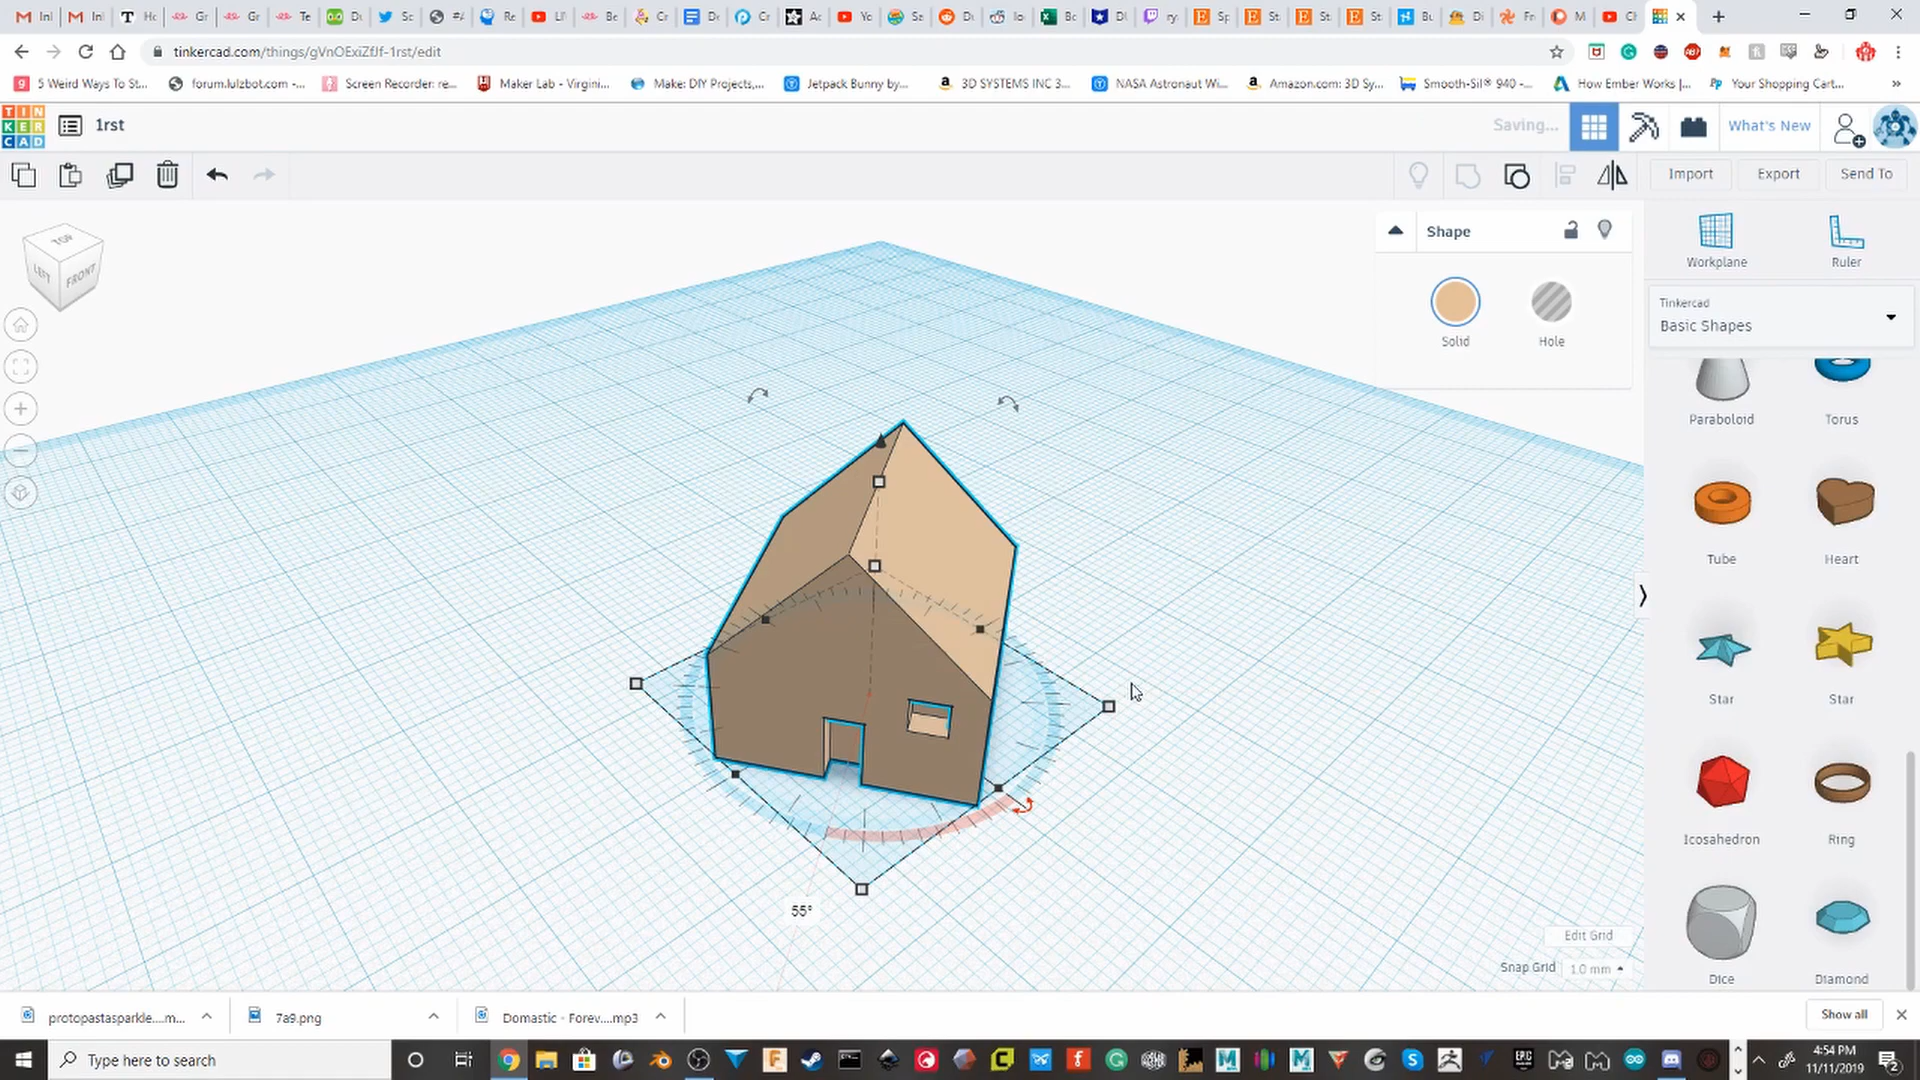 tinkercad.com/things/gVnOExiZfJf-1rst/edit
5 Weird Ways To St...
forum.lulzbot.com -...
Screen Recorder: re...
Maker Lab - Virgini...
Make: DIY Projects,...
Jetpack Bunny by...
3D SYSTEMS INC 3...
NASA Astronaut Wi...
Amazon.com: 3D Sy...
Smooth-Sil® 940 -...
How Ember Works |...
Your Shopping Cart...
TIN
KER
CAD
1rst
Saving...
What's New
Import
Export
Send To
TOP
LEFT
FRONT
Shape
Solid
Hole
Workplane
Ruler
Tinkercad
Basic Shapes
Paraboloid
Torus
Tube
Heart
Star
Star
Icosahedron
Ring
Dice
Diamond
55°
Edit Grid
Snap Grid
1.0 mm
protopastasparkle....m...
7a9.png
Domastic - Forev....mp3
Show all
Type here to search
4:54 PM
11/11/2019
2